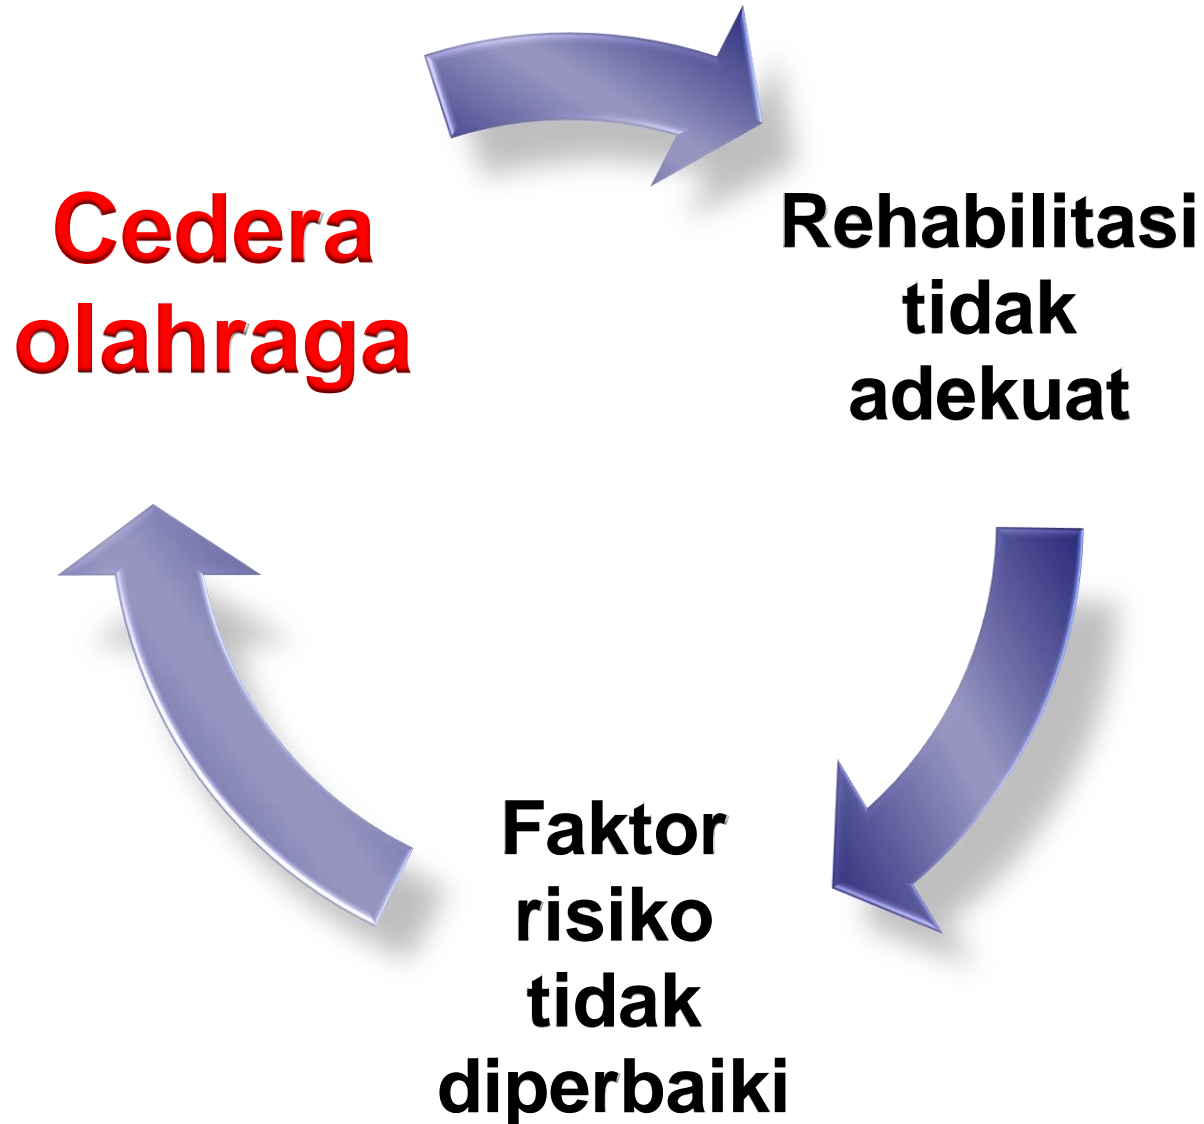 Cedera
olahraga
Rehabilitasi
tidak
adekuat
Faktor
risiko
tidak
diperbaiki